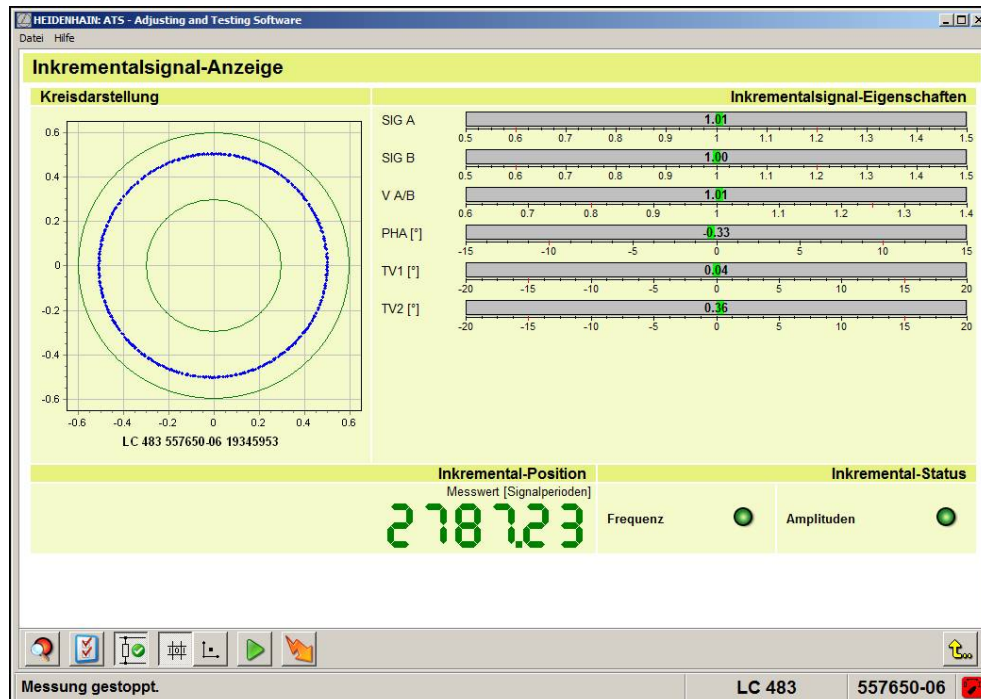 HEIDENHAIN: ATS - Adjusting and Testing Software
Datei Hilfe
Inkrementalsignal-Anzeige
Kreisdarstellung
0.6
0.4
0.2
0
-0.2
-0.4
-0.6
-0.6 -0.4 -0.2 0 0.2 0.4 0.6
LC 483 557650-06 19345953
Inkrementalsignal-Eigenschaften
SIG A
1.01
0.5 0.6 0.7 0.8 0.9 1 1.1 1.2 1.3 1.4 1.5
SIG B
1.00
0.5 0.6 0.7 0.8 0.9 1 1.1 1.2 1.3 1.4 1.5
V A/B
1.01
0.6 0.7 0.8 0.9 1 1.1 1.2 1.3 1.4
PHA [°]
-0.33
-15 -10 -5 0 5 10 15
TV1 [°]
0.04
-20 -15 -10 -5 0 5 10 15 20
TV2 [°]
0.36
-20 -15 -10 -5 0 5 10 15 20
Inkremental-Position
Messwert [Signalperioden]
2787.23
Inkremental-Status
Frequenz
Amplituden
Messung gestoppt.
LC 483
557650-06